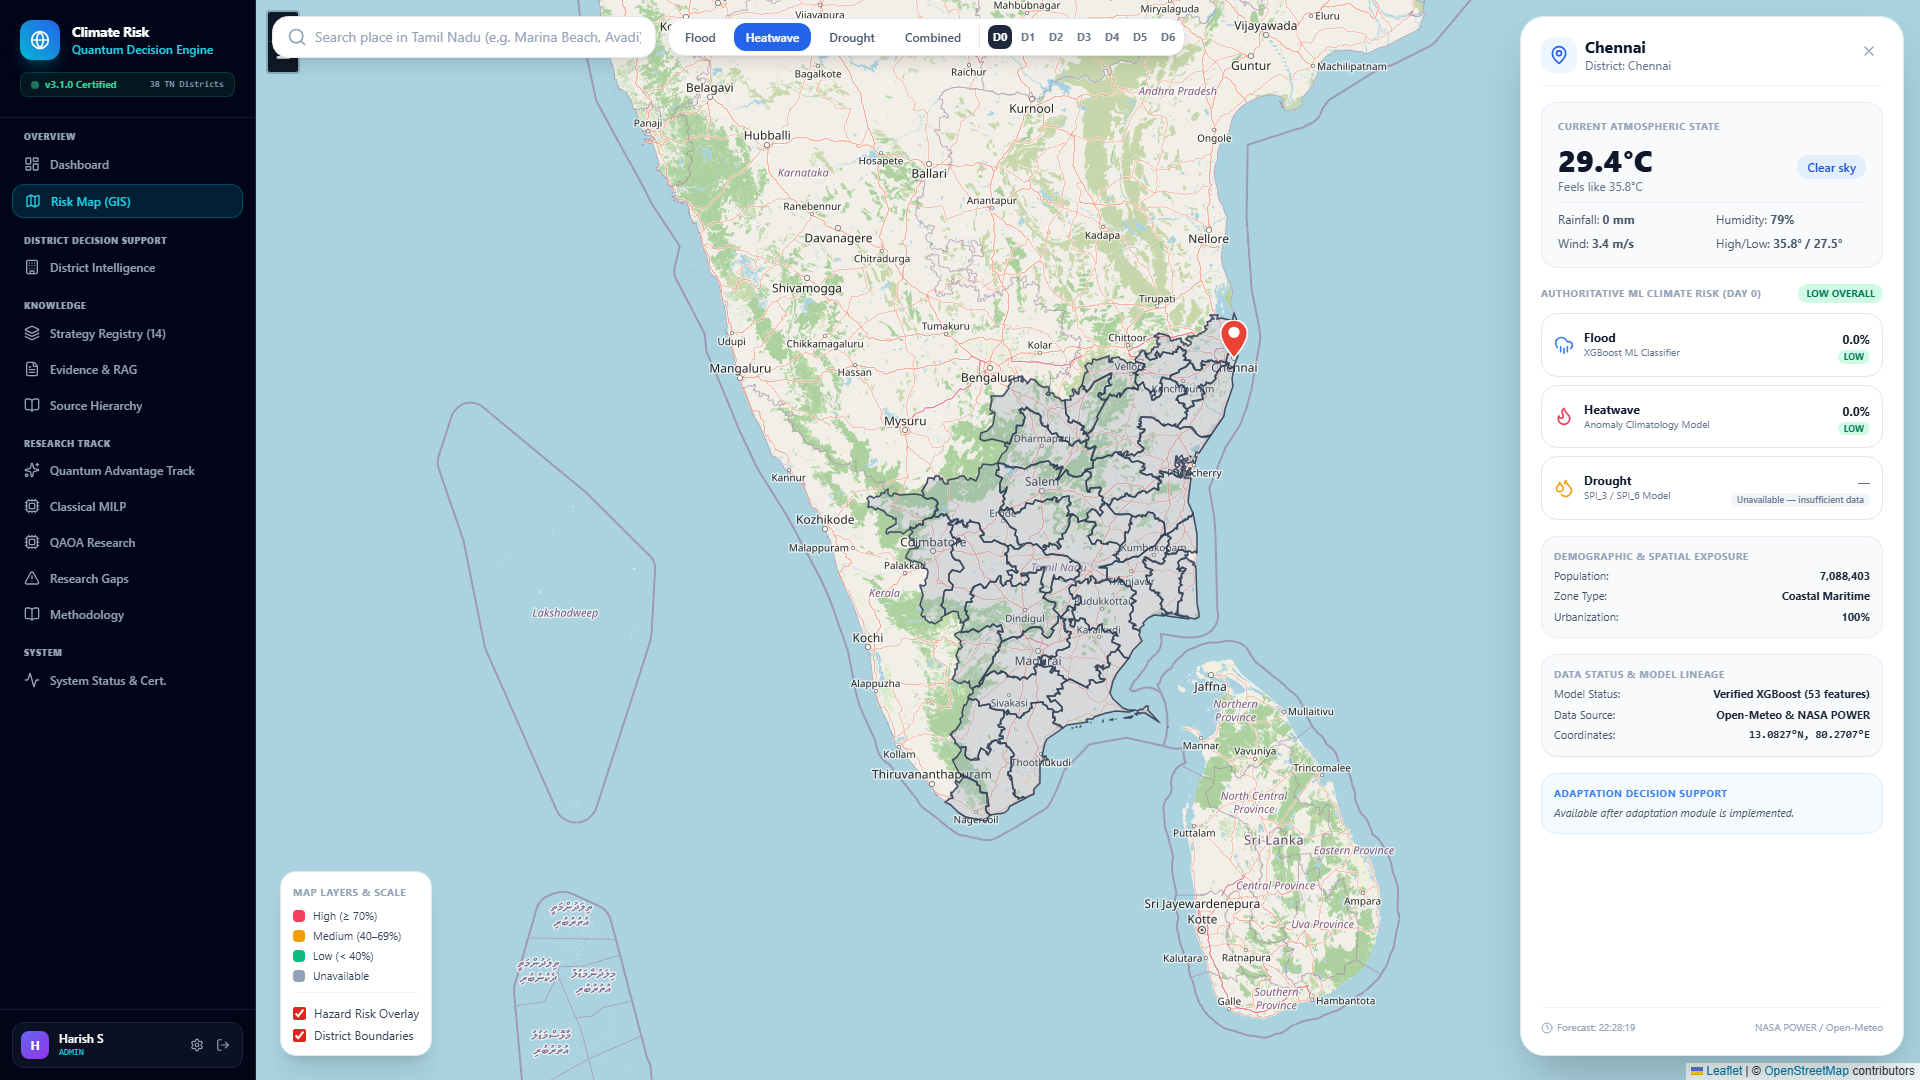 Climate Risk
Quantum Decision Engine
v3.1.0 Certified
38 TN Districts
OVERVIEW
Dashboard
Risk Map (GIS)
DISTRICT DECISION SUPPORT
District Intelligence
KNOWLEDGE
Strategy Registry (14)
Evidence & RAG
Source Hierarchy
RESEARCH TRACK
Quantum Advantage Track
Classical MILP
QAOA Research
Research Gaps
Methodology
SYSTEM
System Status & Cert.
H
Harish S
ADMIN
Search place in Tamil Nadu (e.g. Marina Beach, Avadi)
Flood
Heatwave
Drought
Combined
D0
D1
D2
D3
D4
D5
D6
Vijayapura
Mahbubnagar
Miryalaguda
Eluru
Vijayawada
Bagalkote
Raichur
Guntur
Machilipatnam
Belagavi
Kurnool
Andhra Pradesh
Panaji
Hubballi
Ongole
Hosapete
Ballari
Karnataka
Anantapur
Ranebennur
Kadapa
Nellore
Davanagere
Chitradurga
Shivamogga
Tirupati
Tumakuru
Udupi
Chikkamagaluru
Kolar
Chittoor
Mangaluru
Hassan
Bengaluru
Vellore
Chennai
Kanchipuram
Mysuru
Dharmapuri
Kannur
Salem
Puducherry
Kozhikode
Erode
Malappuram
Coimbatore
Kumbakonam
Palakkad
Tamil Nadu
Thanjavur
Kerala
Pudukkottai
Lakshadweep
Dindigul
Karaikudi
Kochi
Madurai
Alappuzha
Sivakasi
Jaffna
Northern
Province
Mullaitivu
Mannar
Vavuniya
Kollam
Thoothukudi
Trincomalee
Thiruvananthapuram
North Central
Province
Nagercoil
Puttalam
Sri Lanka
Eastern Province
Central Province
Sri Jayewardenepura
Kotte
Ampara
Uva Province
Kalutara
Ratnapura
Southern
Province
Galle
Hambantota
MAP LAYERS & SCALE
High (≥ 70%)
Medium (40–69%)
Low (< 40%)
Unavailable
Hazard Risk Overlay
District Boundaries
Chennai
District: Chennai
CURRENT ATMOSPHERIC STATE
29.4°C
Clear sky
Feels like 35.8°C
Rainfall: 0 mm
Humidity: 79%
Wind: 3.4 m/s
High/Low: 35.8° / 27.5°
AUTHORITATIVE ML CLIMATE RISK (DAY 0)
LOW OVERALL
Flood
XGBoost ML Classifier
0.0%
LOW
Heatwave
Anomaly Climatology Model
0.0%
LOW
Drought
SPI_3 / SPI_6 Model
—
Unavailable — insufficient data
DEMOGRAPHIC & SPATIAL EXPOSURE
Population: 7,088,403
Zone Type: Coastal Maritime
Urbanization: 100%
DATA STATUS & MODEL LINEAGE
Model Status: Verified XGBoost (53 features)
Data Source: Open-Meteo & NASA POWER
Coordinates: 13.0827°N, 80.2707°E
ADAPTATION DECISION SUPPORT
Available after adaptation module is implemented.
Forecast: 22:28:19
NASA POWER / Open-Meteo
Leaflet | © OpenStreetMap contributors